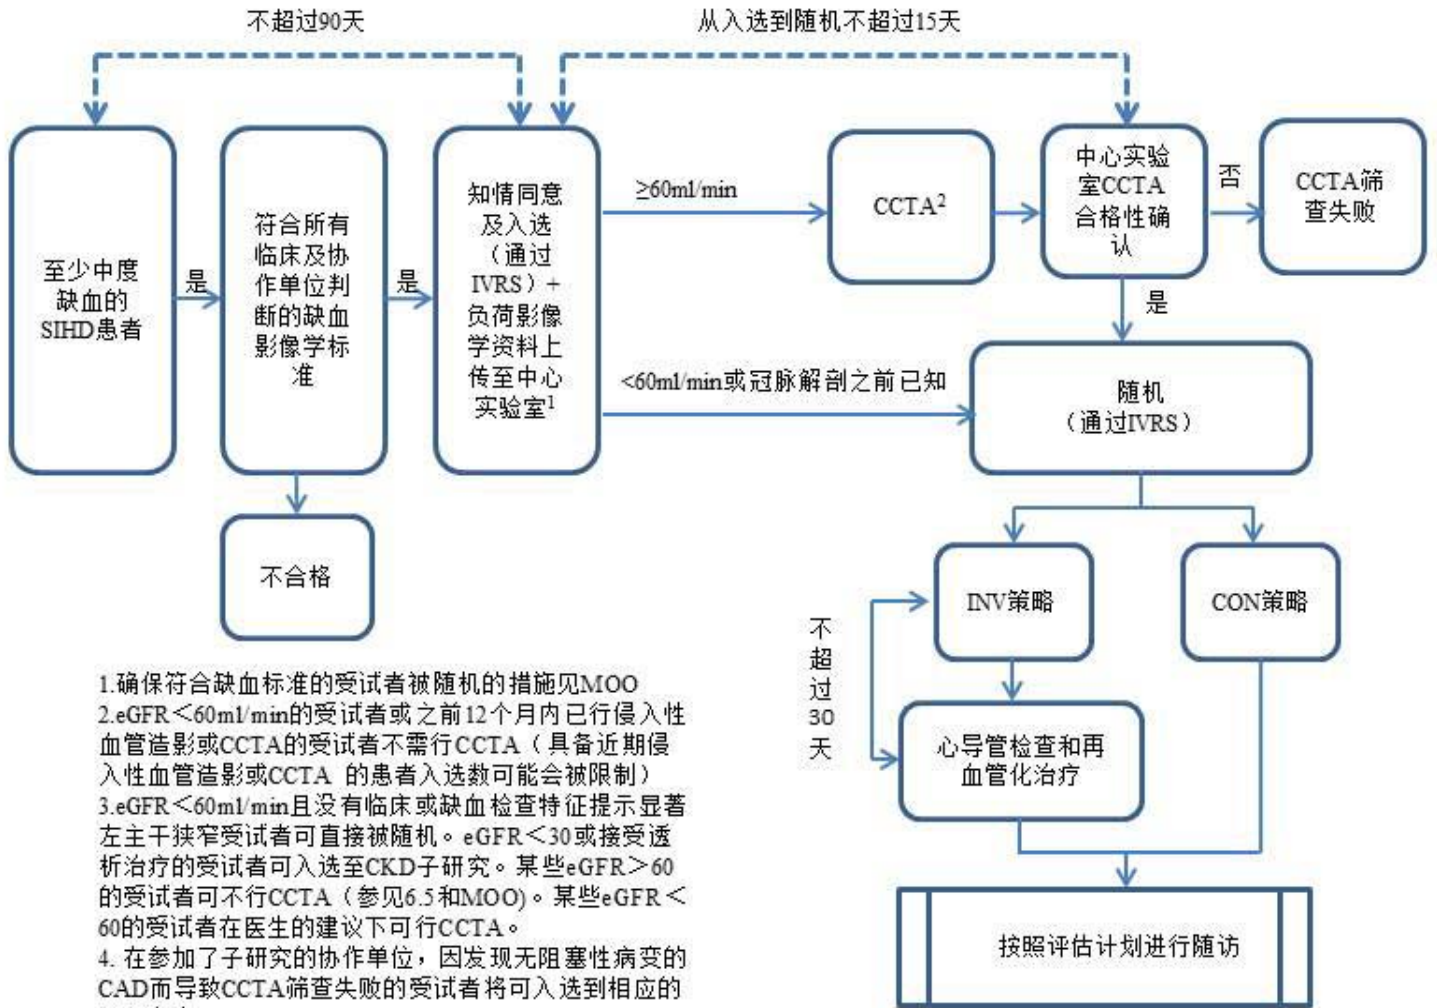 不超过90天
从入选到随机不超过15天
至少中度
缺血的
SIHD患者
是
符合所有
临床及协
作单位判
断的缺血
影像学标
准
是
知情同意
及入选
（通过
IVRS）+
负荷影像
学资料上
传至中心
实验室1
≥60ml/min
CCTA2
中心实验
室CCTA
合格性确
认
否
CCTA筛
查失败
是
<60ml/min或冠脉解剖之前已知
随机
（通过IVRS）
不合格
INV策略
CON策略
不
超
过
30
天
心导管检查和再
血管化治疗
按照评估计划进行随访
1.确保符合缺血标准的受试者被随机的措施见MOO
2.eGFR＜60ml/min的受试者或之前12个月内已行侵入性
血管造影或CCTA的受试者不需行CCTA（具备近期侵
入性血管造影或CCTA 的患者入选数可能会被限制）
3.eGFR＜60ml/min且没有临床或缺血检查特征提示显著
左主干狭窄受试者可直接被随机。eGFR＜30或接受透
析治疗的受试者可入选至CKD子研究。某些eGFR＞60
的受试者可不行CCTA（参见6.5和MOO)。某些eGFR＜
60的受试者在医生的建议下可行CCTA。
4. 在参加了子研究的协作单位，因发现无阻塞性病变的
CAD而导致CCTA筛查失败的受试者将可入选到相应的